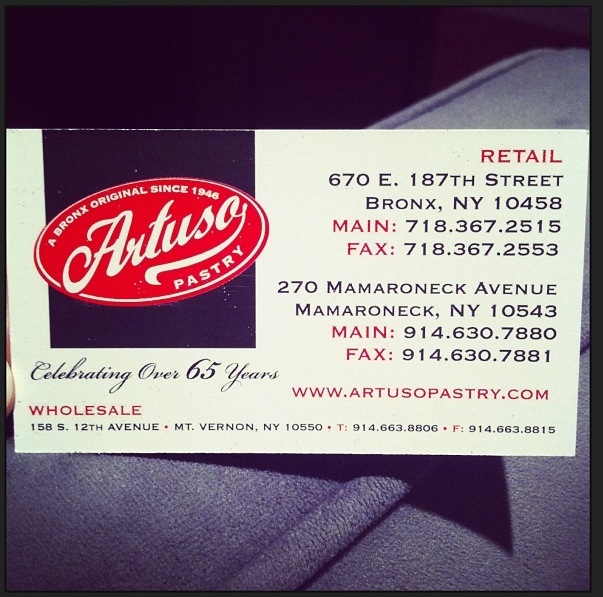 A BRONX ORIGINAL SINCE 1946
Artuso
PASTRY
Celebrating Over 65 Years
RETAIL
670 E. 187TH STREET
BRONX, NY 10458
MAIN: 718.367.2515
FAX: 718.367.2553
270 MAMARONECK AVENUE
MAMARONECK, NY 10543
MAIN: 914.630.7880
FAX: 914.630.7881
WWW.ARTUSOPASTRY.COM
WHOLESALE
158 S. 12TH AVENUE • MT. VERNON, NY 10550 • T: 914.663.8806 • F: 914.663.8815